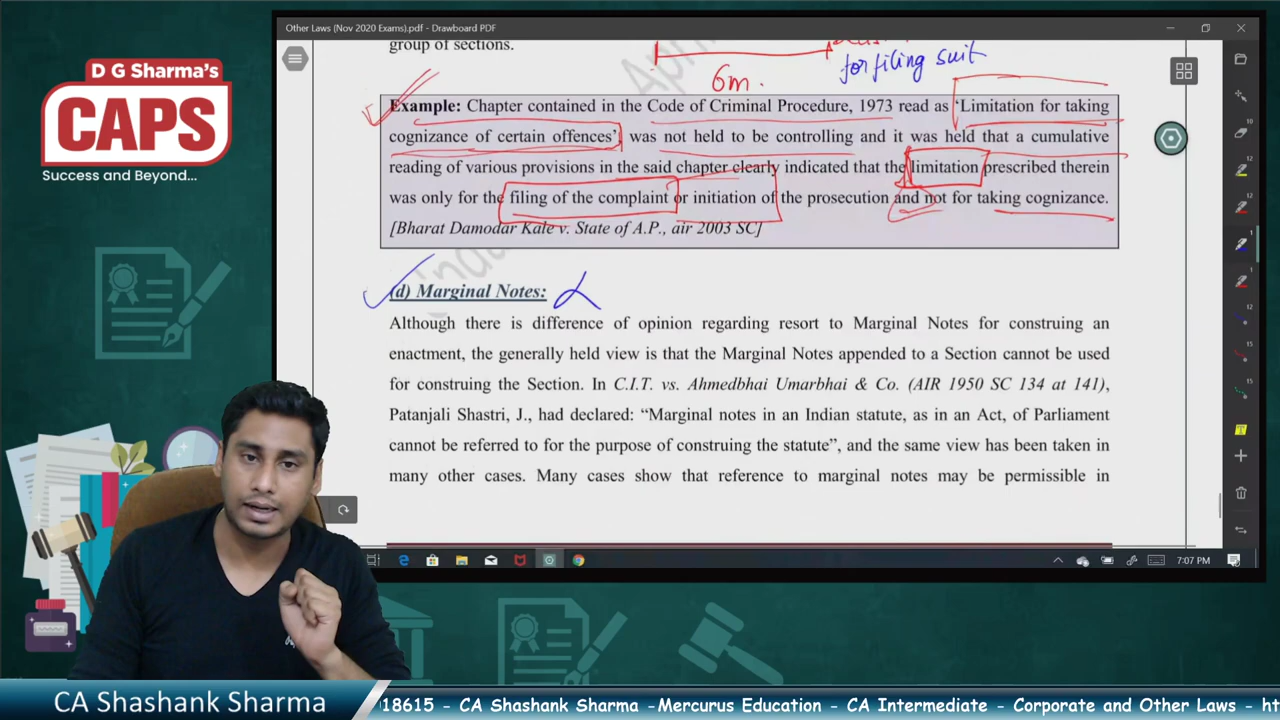 D G Sharma's
CAPS
Success and Beyond...
Other Laws (Nov 2020 Exams).pdf - Drawboard PDF
group of sections.
for filing suit
6m.
Example: Chapter contained in the Code of Criminal Procedure, 1973 read as 'Limitation for taking
cognizance of certain offences' was not held to be controlling and it was held that a cumulative
reading of various provisions in the said chapter clearly indicated that the limitation prescribed therein
was only for the filing of the complaint or initiation of the prosecution and not for taking cognizance.
[Bharat Damodar Kale v. State of A.P., air 2003 SC]
(d) Marginal Notes:
Although there is difference of opinion regarding resort to Marginal Notes for construing an
enactment, the generally held view is that the Marginal Notes appended to a Section cannot be used
for construing the Section. In C.I.T. vs. Ahmedbhai Umarbhai & Co. (AIR 1950 SC 134 at 141),
Patanjali Shastri, J., had declared: “Marginal notes in an Indian statute, as in an Act, of Parliament
cannot be referred to for the purpose of construing the statute”, and the same view has been taken in
many other cases. Many cases show that reference to marginal notes may be permissible in
7:07 PM
CA Shashank Sharma
18615 - CA Shashank Sharma -Mercurus Education - CA Intermediate - Corporate and Other Laws - ht